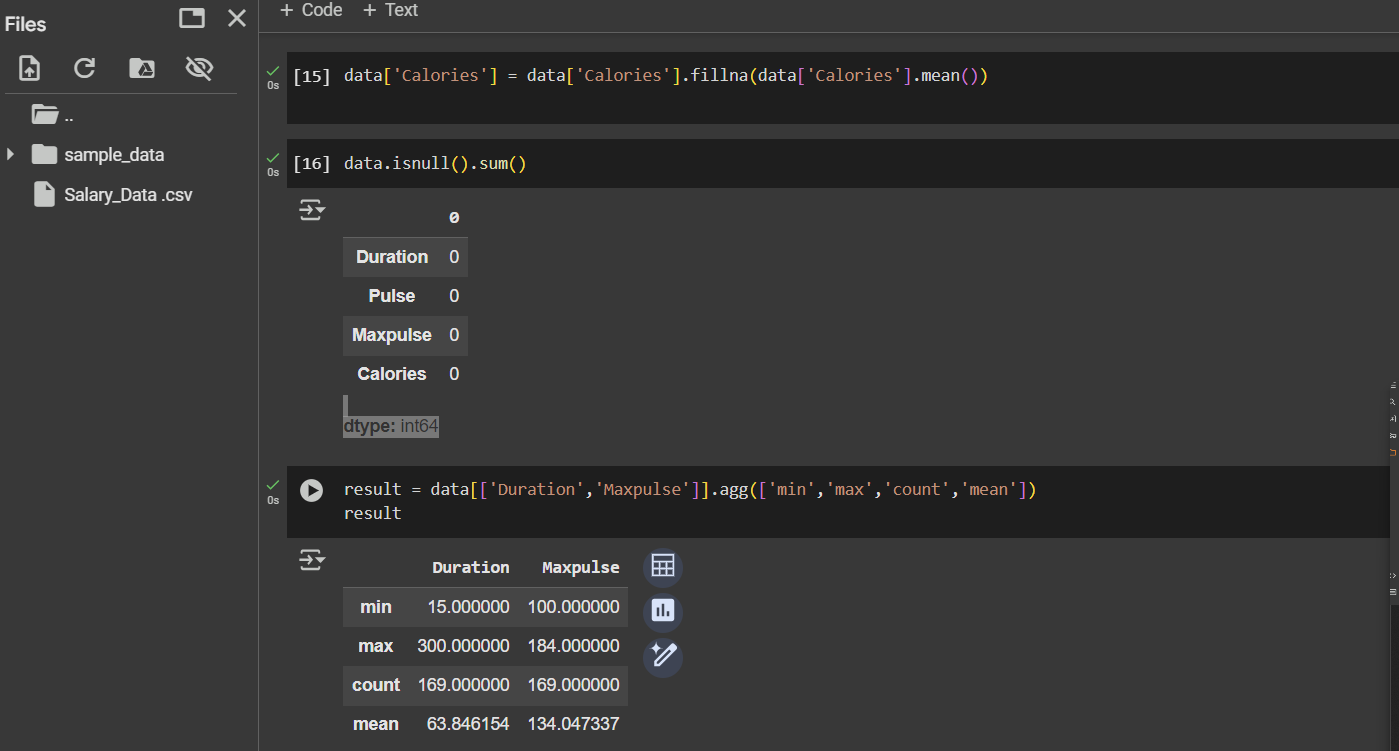 Files
+ Code + Text
..
sample_data
Salary_Data .csv
0s
[15] data['Calories'] = data['Calories'].fillna(data['Calories'].mean())
0s
[16] data.isnull().sum()
0
Duration 0
Pulse 0
Maxpulse 0
Calories 0
dtype: int64
0s
result = data[['Duration','Maxpulse']].agg(['min','max','count','mean'])
result
Duration Maxpulse
min 15.000000 100.000000
max 300.000000 184.000000
count 169.000000 169.000000
mean 63.846154 134.047337